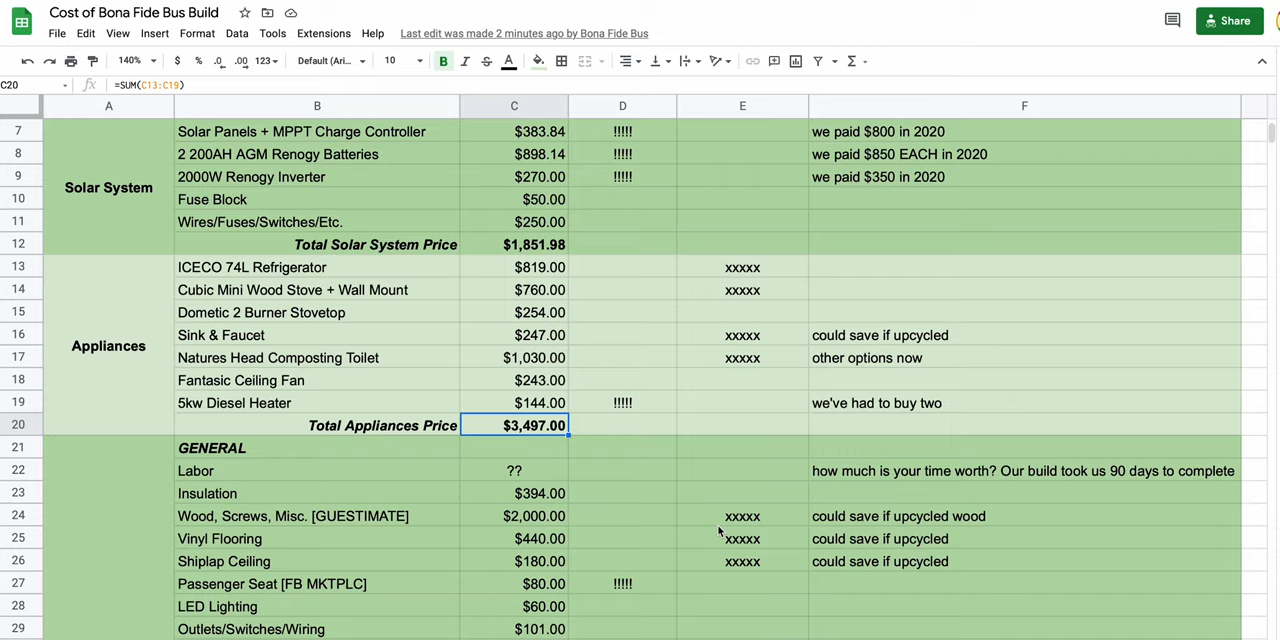 Cost of Bona Fide Bus Build
File Edit View Insert Format Data Tools Extensions Help Last edit was made 2 minutes ago by Bona Fide Bus
Share
140% $ % .0 .00 123 Default (Ari... 10 B I S A
C20 fx =SUM(C13:C19)
A B C D E F
7 Solar Panels + MPPT Charge Controller $383.84 !!!!! we paid $800 in 2020
8 2 200AH AGM Renogy Batteries $898.14 !!!!! we paid $850 EACH in 2020
9 2000W Renogy Inverter $270.00 !!!!! we paid $350 in 2020
Solar System
10 Fuse Block $50.00
11 Wires/Fuses/Switches/Etc. $250.00
12 Total Solar System Price $1,851.98
13 ICECO 74L Refrigerator $819.00 xxxxx
14 Cubic Mini Wood Stove + Wall Mount $760.00 xxxxx
15 Dometic 2 Burner Stovetop $254.00
16 Sink & Faucet $247.00 xxxxx could save if upcycled
Appliances
17 Natures Head Composting Toilet $1,030.00 xxxxx other options now
18 Fantasic Ceiling Fan $243.00
19 5kw Diesel Heater $144.00 !!!!! we've had to buy two
20 Total Appliances Price $3,497.00
21 GENERAL
22 Labor ?? how much is your time worth? Our build took us 90 days to complete
23 Insulation $394.00
24 Wood, Screws, Misc. [GUESTIMATE] $2,000.00 xxxxx could save if upcycled wood
25 Vinyl Flooring $440.00 xxxxx could save if upcycled
26 Shiplap Ceiling $180.00 xxxxx could save if upcycled
27 Passenger Seat [FB MKTPLC] $80.00 !!!!!
28 LED Lighting $60.00
29 Outlets/Switches/Wiring $101.00